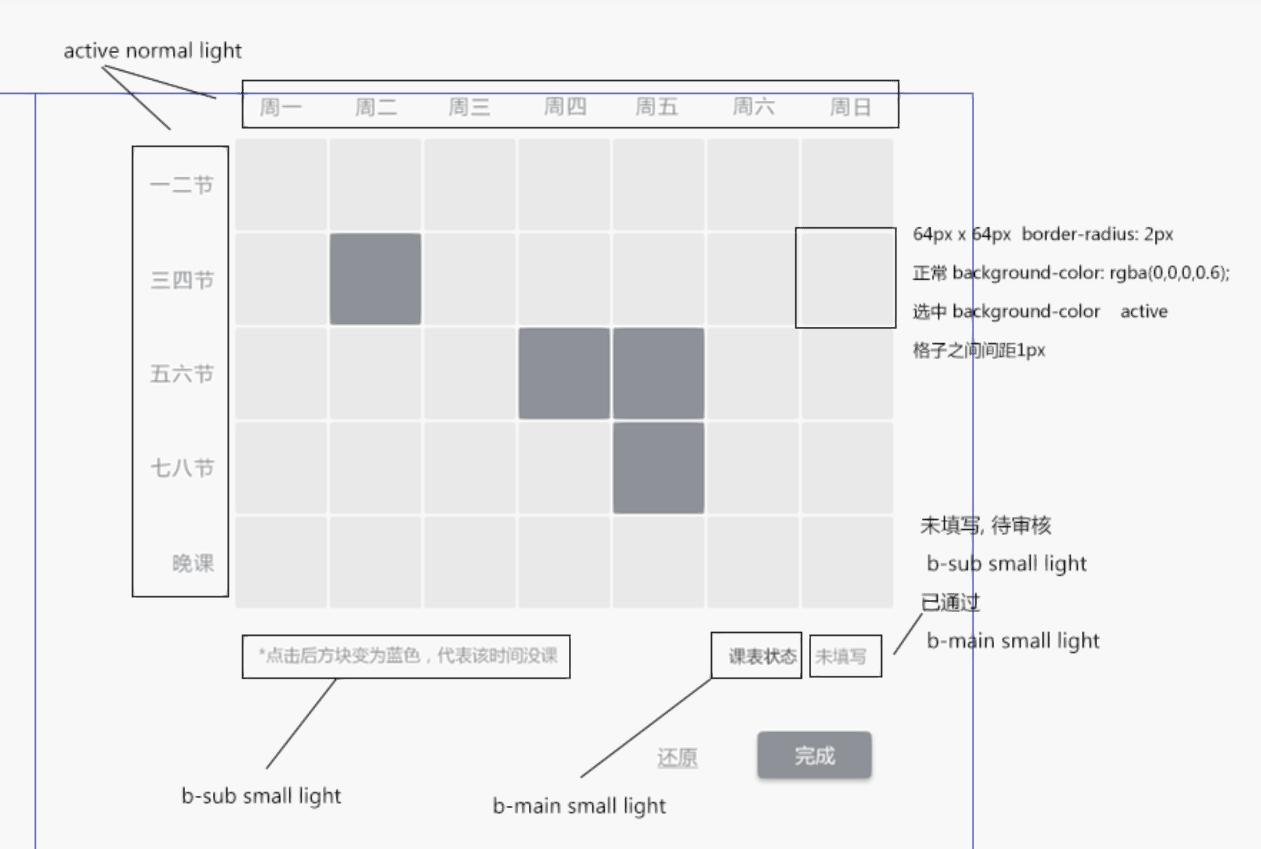 active normal light
周一 周二 周三 周四 周五 周六 周日
一二节
三四节
五六节
七八节
晚课
64px x 64px border-radius: 2px
正常 background-color: rgba(0,0,0,0.6);
选中 background-color active
格子之间间距1px
未填写, 待审核
b-sub small light
已通过
b-main small light
*点击后方块变为蓝色，代表该时间没课
课表状态 未填写
还原 完成
b-sub small light
b-main small light